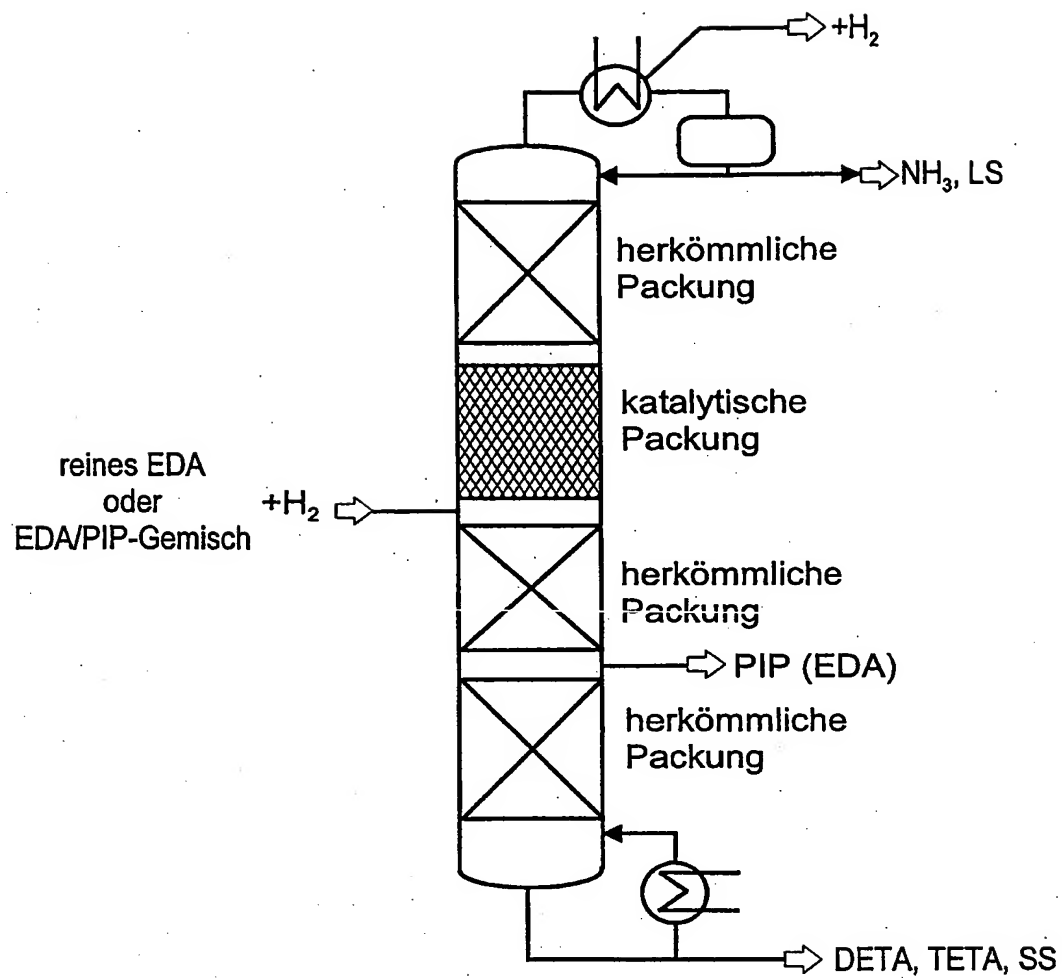 +H₂
NH₃, LS
herkömmliche
Packung
katalytische
Packung
reines EDA
oder
EDA/PIP-Gemisch
+H₂
herkömmliche
Packung
PIP (EDA)
herkömmliche
Packung
DETA, TETA, SS